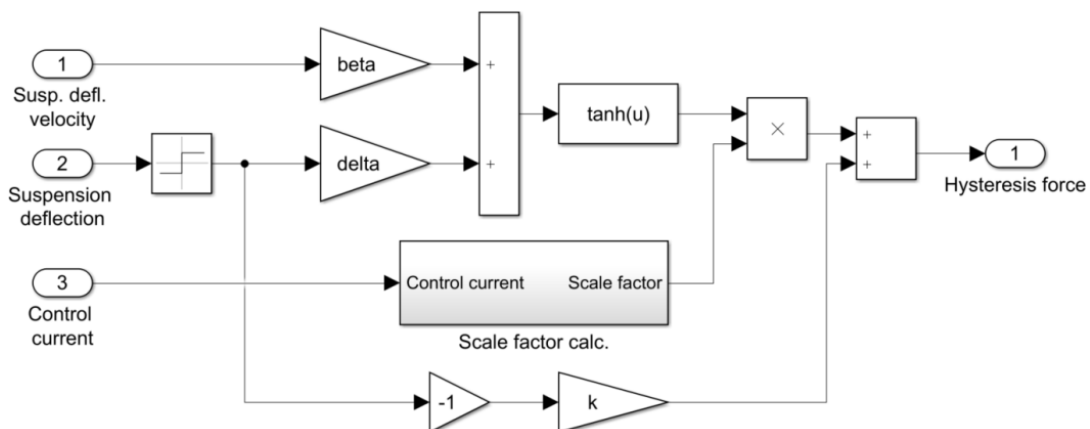 1
Susp. defl.
velocity
beta
+
tanh(u)
×
+
1
Hysteresis force
2
Suspension
deflection
delta
+
+
3
Control
current
Control current
Scale factor
Scale factor calc.
-1
k